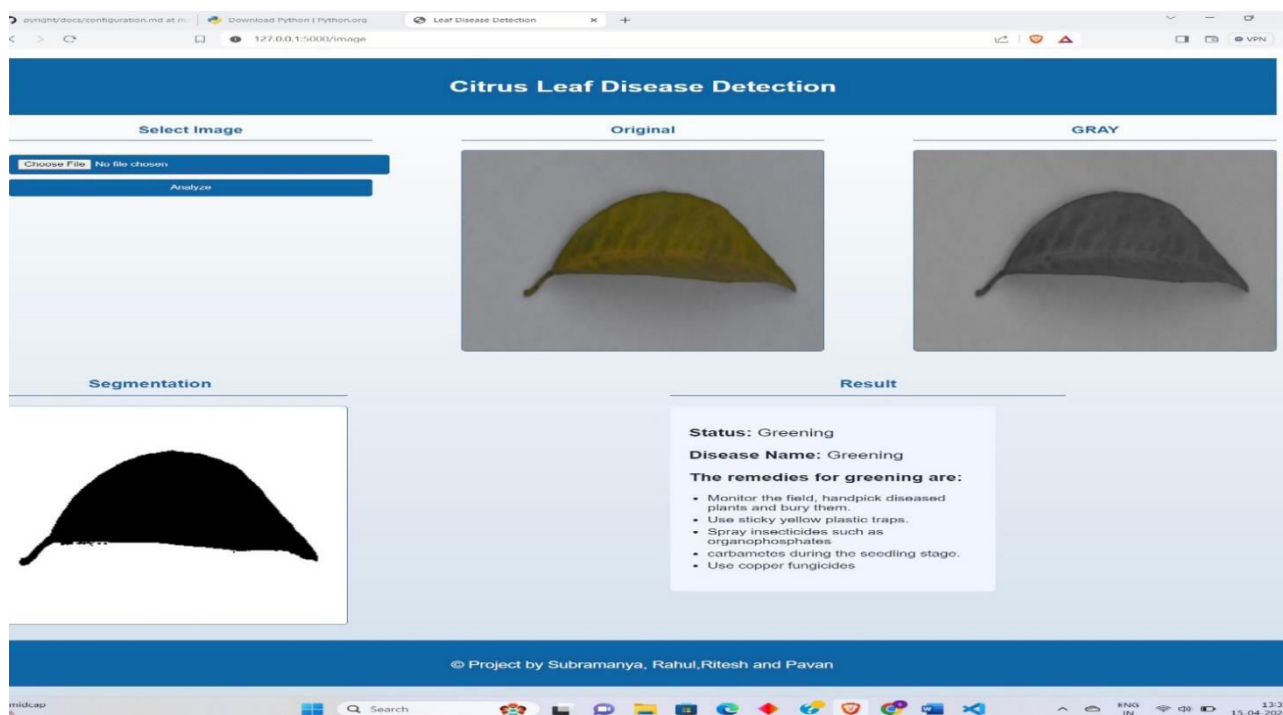 pyright/docs/configuration.md at m
Download Python | Python.org
Leaf Disease Detection
127.0.0.1:5000/image
VPN
Citrus Leaf Disease Detection
Select Image
Original
GRAY
Choose File No file chosen
Analyze
Segmentation
Result
Status: Greening
Disease Name: Greening
The remedies for greening are:
• Monitor the field, handpick diseased
plants and bury them.
• Use sticky yellow plastic traps.
• Spray insecticides such as
organophosphates
• carbametes during the seedling stage.
• Use copper fungicides
© Project by Subramanya, Rahul,Ritesh and Pavan
midcap
Search
ENG
IN
13:2
15-04-202